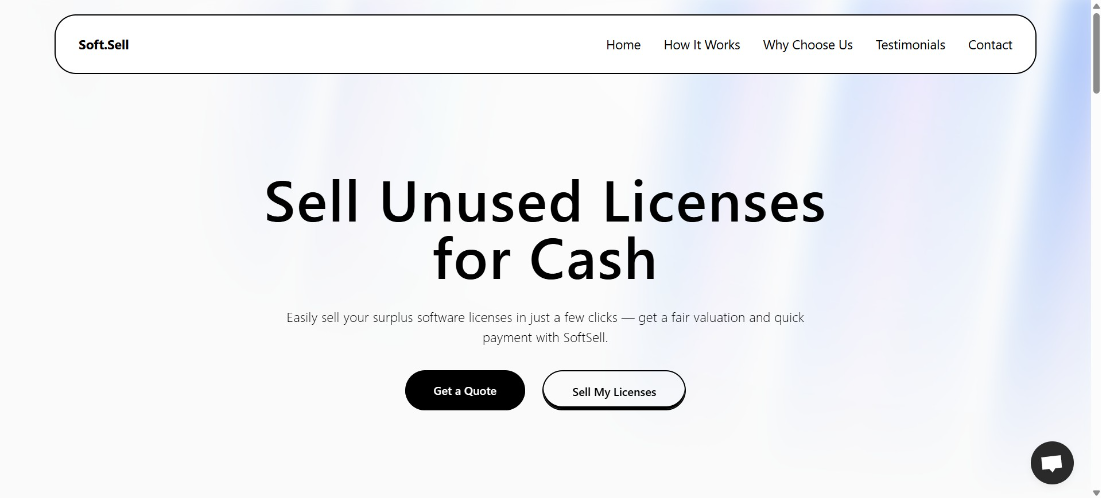 Soft.Sell
Home
How It Works
Why Choose Us
Testimonials
Contact
Sell Unused Licenses
for Cash
Easily sell your surplus software licenses in just a few clicks — get a fair valuation and quick
payment with SoftSell.
Get a Quote
Sell My Licenses